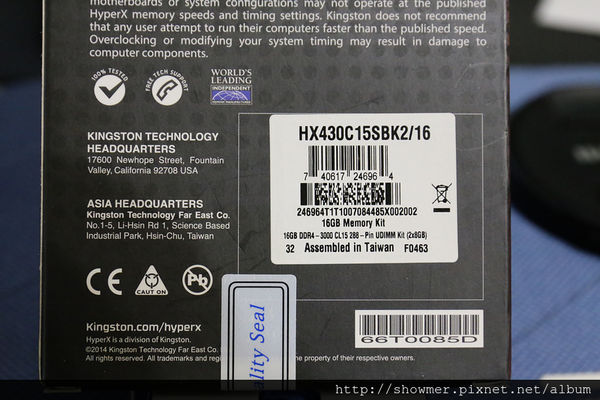 motherboards or system configurations may not operate at the published
HyperX memory speeds and timing settings. Kingston does not recommend
that any user attempt to run their computers faster than the published speed.
Overclocking or modifying your system timing may result in damage to
computer components.
100% TESTED
FREE TECH SUPPORT
WORLD'S
LEADING
INDEPENDENT
MEMORY MANUFACTURER
KINGSTON TECHNOLOGY
HEADQUARTERS
17600 Newhope Street, Fountain
Valley, California 92708 USA
ASIA HEADQUARTERS
Kingston Technology Far East Co.
No.1-5, Li-Hsin Rd 1, Science Based
Industrial Park, Hsin-Chu, Taiwan
HX430C15SBK2/16
7 40617 24696 4
246964T1T1007084485X002002
16GB Memory Kit
16GB DDR4-3000 CL15 288-Pin UDIMM Kit (2x8GB)
32 Assembled in Taiwan F0463
CE
CAUT ON
Pb
Kingston.com/hyperx
HyperX is a division of Kingston.
©2014 Kingston Technology Far East Co.
All rights reserved. All trademarks and the property of their respective owners.
ality Seal
66T0085D
http://showmer.pixnet.net/album